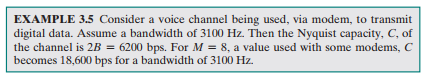 EXAMPLE 3.5 Consider a voice channel being used, via modem, to transmit
digital data. Assume a bandwidth of 3100 Hz. Then the Nyquist capacity, C, of
the channel is 2B = 6200 bps. For M = 8, a value used with some modems, C
becomes 18,600 bps for a bandwidth of 3100 Hz.